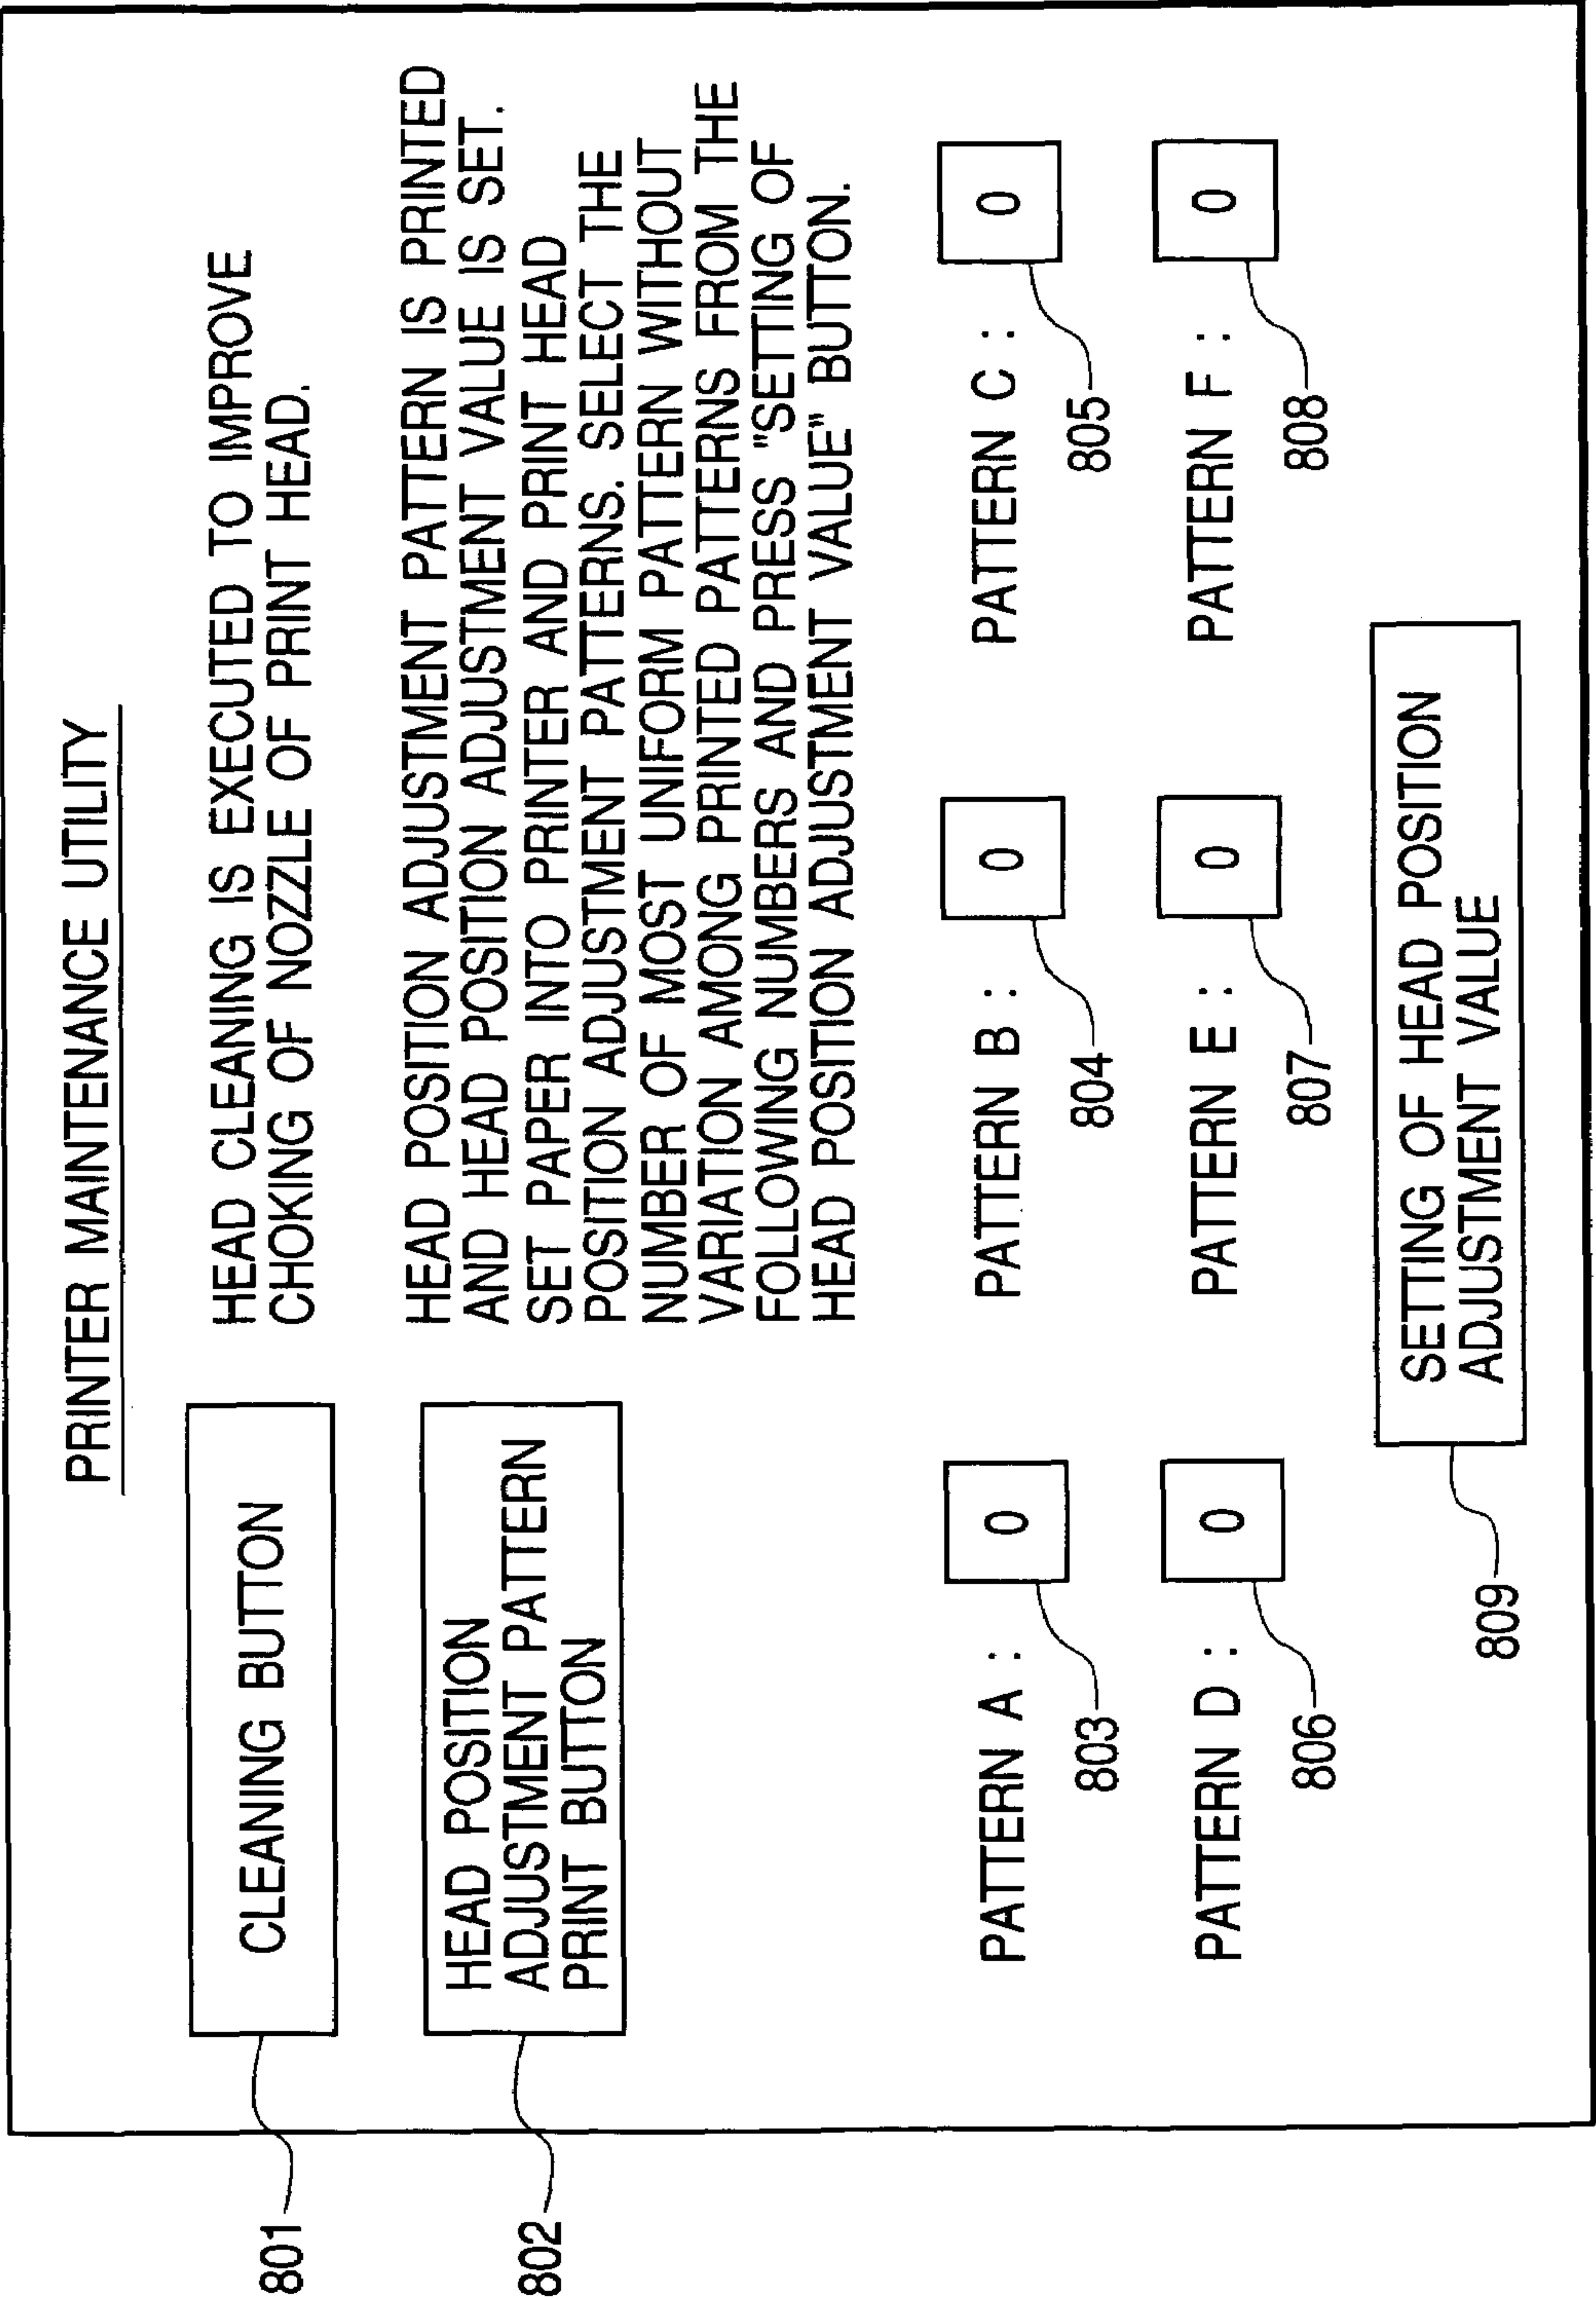 PRINTER MAINTENANCE UTILITY
801
CLEANING BUTTON
HEAD CLEANING IS EXECUTED TO IMPROVE
CHOKING OF NOZZLE OF PRINT HEAD.
802
HEAD POSITION
ADJUSTMENT PATTERN
PRINT BUTTON
HEAD POSITION ADJUSTMENT PATTERN IS PRINTED
AND HEAD POSITION ADJUSTMENT VALUE IS SET.
SET PAPER INTO PRINTER AND PRINT HEAD
POSITION ADJUSTMENT PATTERNS. SELECT THE
NUMBER OF MOST UNIFORM PATTERN WITHOUT
VARIATION AMONG PRINTED PATTERNS FROM THE
FOLLOWING NUMBERS AND PRESS "SETTING OF
HEAD POSITION ADJUSTMENT VALUE" BUTTON.
PATTERN A : 0
PATTERN B : 0
PATTERN C : 0
803
804
805
PATTERN D : 0
PATTERN E : 0
PATTERN F : 0
806
807
808
SETTING OF HEAD POSITION
ADJUSTMENT VALUE
809